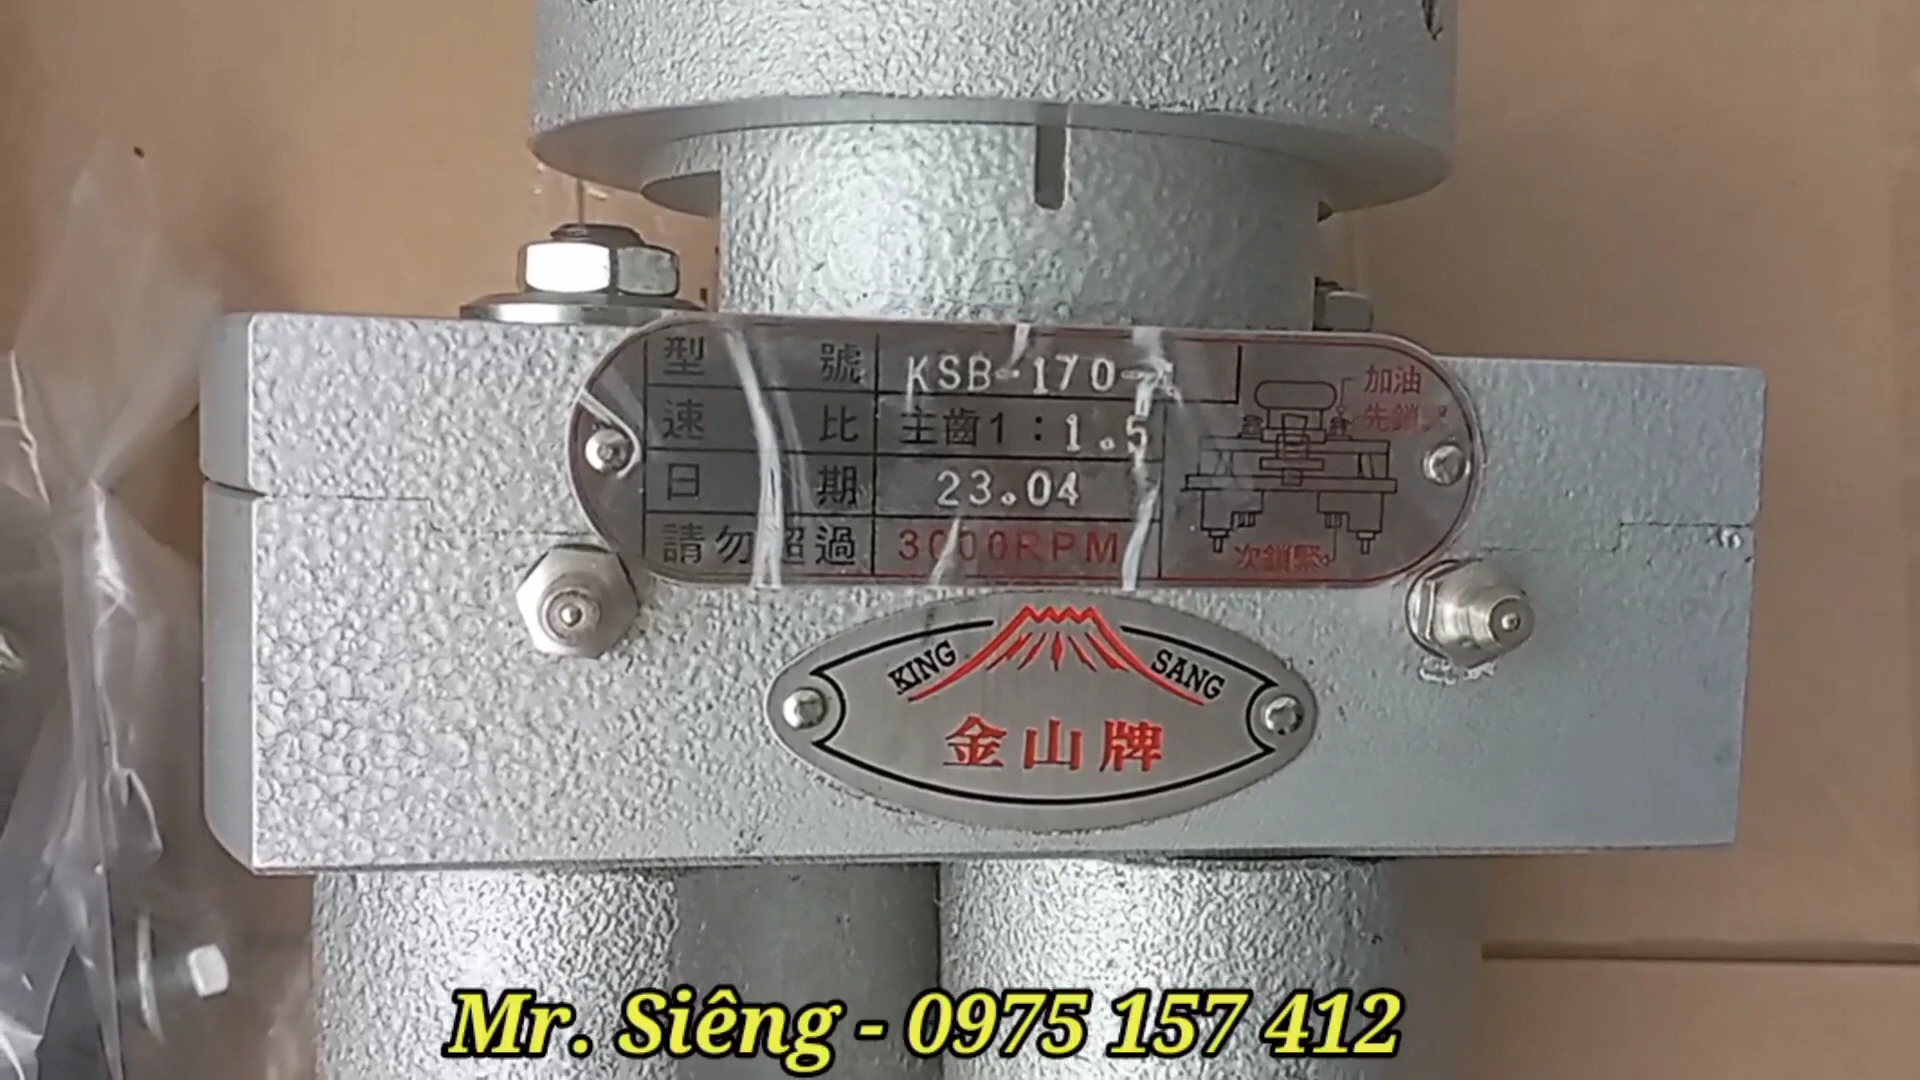 型號 KSB-170-
速比 主齒1:1.5
日期 23.04
請勿超過 3000RPM
加油
先鎖
次鎖緊
KING SANG
金山牌
Mr. Siêng - 0975 157 412